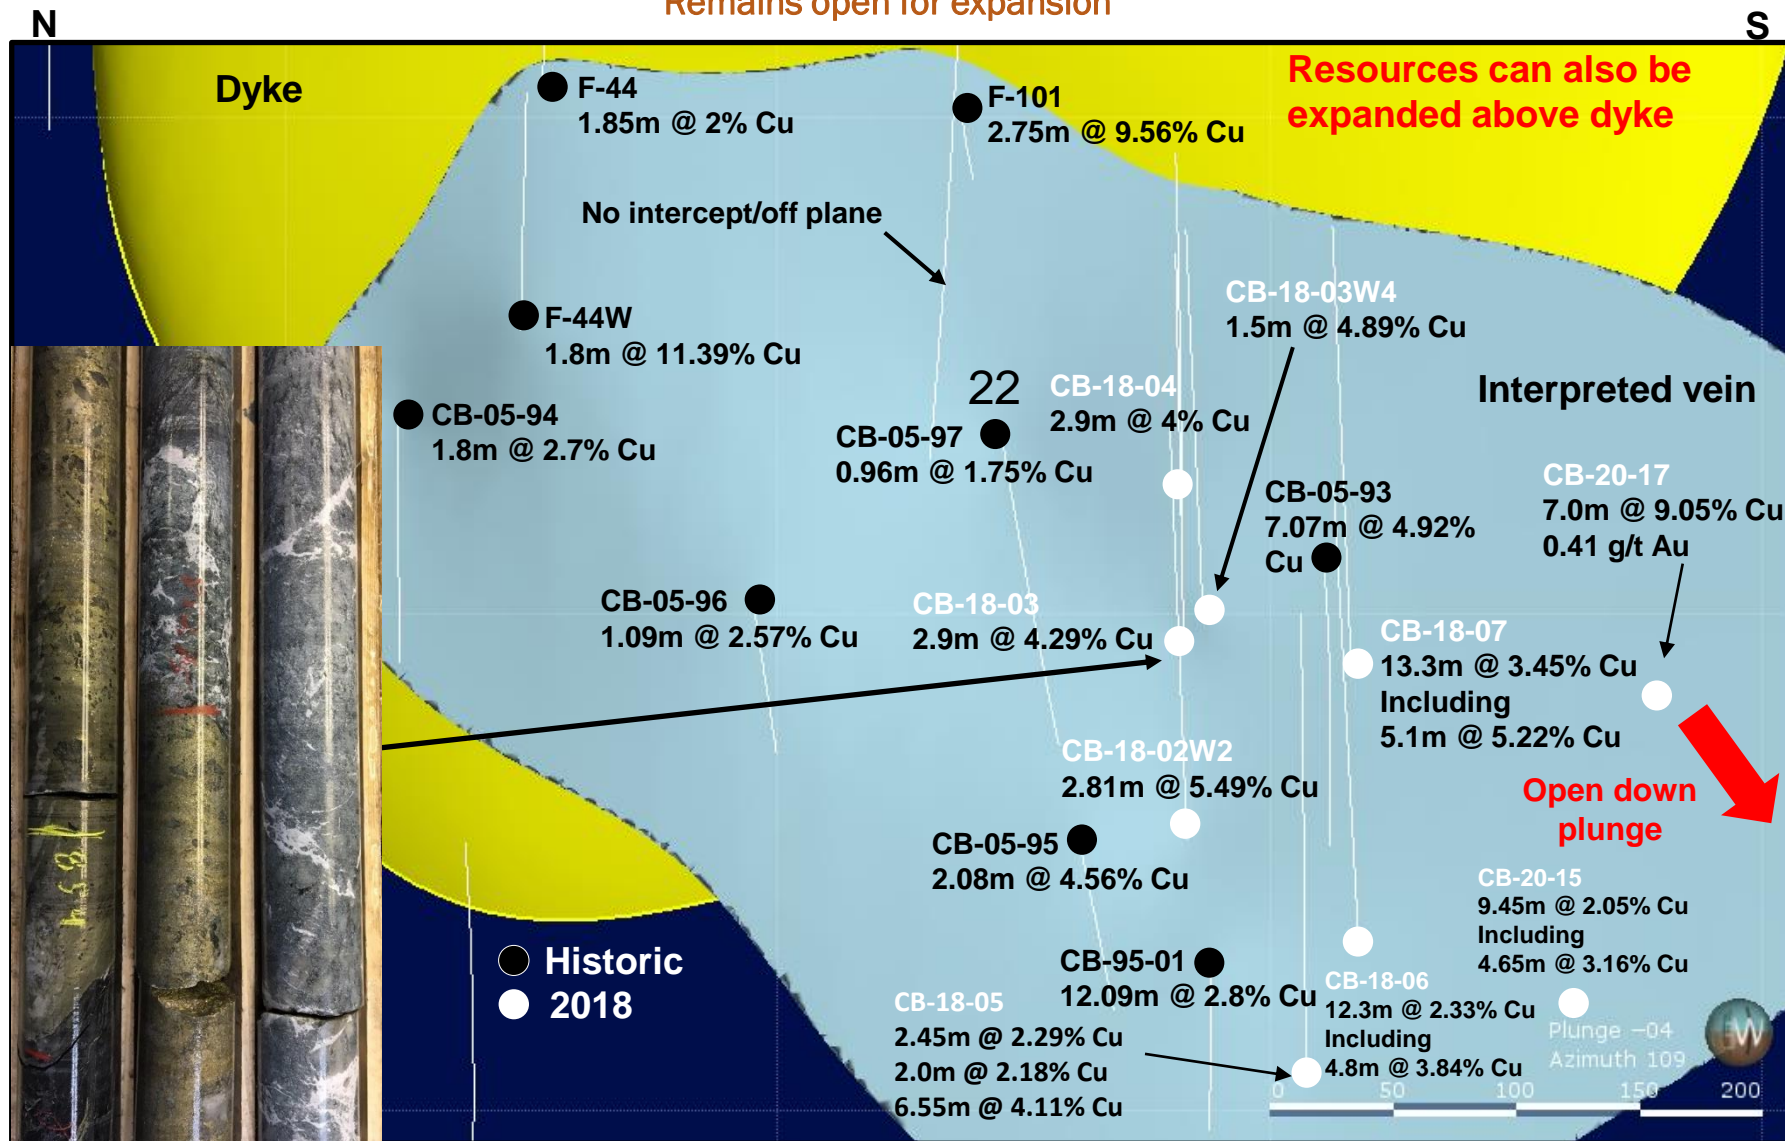 Remains open for expansion
N
S
Dyke
F-44
1.85m @ 2% Cu
F-101
2.75m @ 9.56% Cu
Resources can also be
expanded above dyke
No intercept/off plane
F-44W
1.8m @ 11.39% Cu
CB-18-03W4
1.5m @ 4.89% Cu
22
CB-18-04
2.9m @ 4% Cu
Interpreted vein
CB-05-94
1.8m @ 2.7% Cu
CB-05-97
0.96m @ 1.75% Cu
CB-05-93
7.07m @ 4.92%
Cu
CB-20-17
7.0m @ 9.05% Cu
0.41 g/t Au
CB-05-96
1.09m @ 2.57% Cu
CB-18-03
2.9m @ 4.29% Cu
CB-18-07
13.3m @ 3.45% Cu
Including
5.1m @ 5.22% Cu
CB-18-02W2
2.81m @ 5.49% Cu
Open down
plunge
CB-05-95
2.08m @ 4.56% Cu
CB-20-15
9.45m @ 2.05% Cu
Including
4.65m @ 3.16% Cu
Historic
2018
CB-95-01
12.09m @ 2.8% Cu
CB-18-05
2.45m @ 2.29% Cu
2.0m @ 2.18% Cu
6.55m @ 4.11% Cu
CB-18-06
12.3m @ 2.33% Cu
Including
4.8m @ 3.84% Cu
Plunge −04
Azimuth 109
0 50 100 150 200